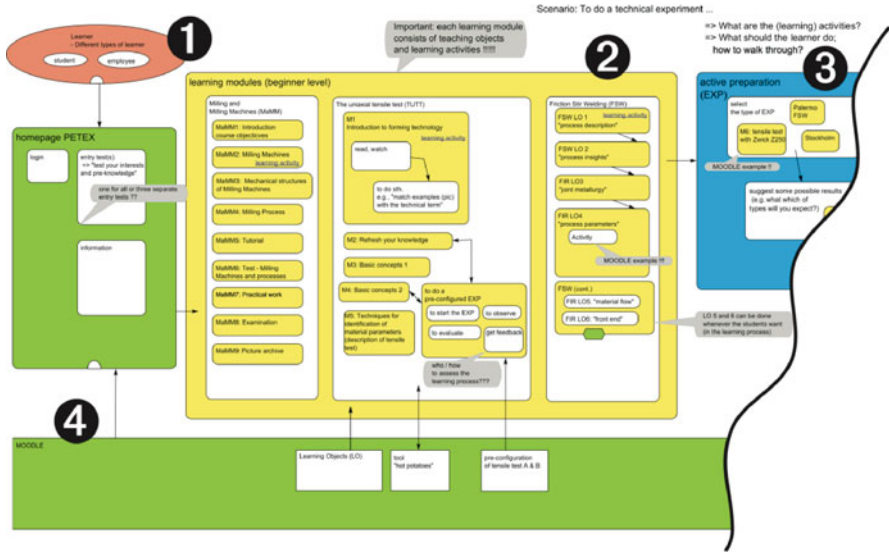 Scenario: To do a technical experiment ...
=> What are the (learning) activities?
=> What should the learner do;
how to walk through?
Important: each learning module
consists of teaching objects
and learning activities !!!!!!
1
Learner
- Different types of learner
student
employee
homepage PETEX
login
entry test(s)
=> "test your interests
and pre-knowledge"
one for all or three separate
entry tests ??
information
2
learning modules (beginner level)
Milling and
Milling Machines (MaMM)
MaMM1: Introduction
course objecticves
MaMM2: Milling Machines
learning activity
MaMM3: Mechanical structures
of Milling Machines
MaMM4: Milling Process
MaMM5: Tutorial
MaMM6: Test - Milling
Machines and processes
MaMM7: Practical work
MaMM8: Examination
MaMM9: Picture archive
The uniaxial tensile test (TUTT)
M1
Introduction to forming technology
learning activity
read, watch
to do sth.
e.g., "match examples (pic)
with the technical term"
M2: Refresh your knowledge
M3: Basic concepts 1
M4: Basic concepts 2
M5: Techniques for
identification of
material parameters
(description of tensile
test)
to do a
pre-configured EXP
to start the EXP
to observe
to evaluate
get feedback
who / how
to assess the
learning process???
Friction Stir Welding (FSW)
FSW LO 1
learning activity
"process description"
FSW LO 2
"process insights"
FIR LO3
"joint metallurgy"
FIR LO4
"process parameters"
Activity
MOODLE example !!!
FSW (cont.)
FIR LO5: "material flow"
FIR LO6: "front end"
LO 5 and 6 can be done
whenever the students want
(in the learning process)
3
active preparation
(EXP)
select
the type of EXP
Palermo
FSW
M6: tensile test
with Zwick Z250
Stockholm
MOODLE example !!
suggest some possible results
(e.g. what which of
types will you expect?)
4
MOODLE
Learning Objects (LO)
tool
"hot potatoes"
pre-configuration
of tensile test A & B